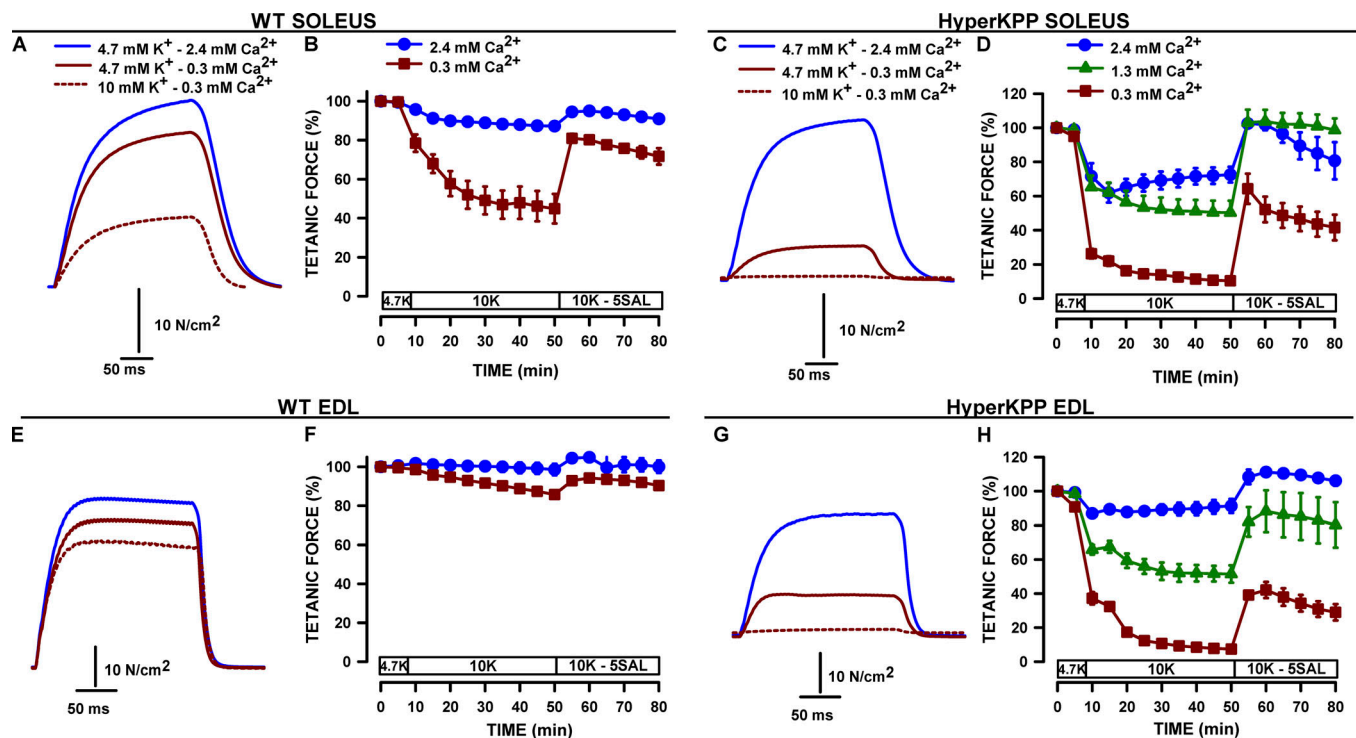 WT SOLEUS
HyperKPP SOLEUS
A
4.7 mM K⁺ - 2.4 mM Ca²⁺
4.7 mM K⁺ - 0.3 mM Ca²⁺
10 mM K⁺ - 0.3 mM Ca²⁺
10 N/cm²
50 ms
B
2.4 mM Ca²⁺
0.3 mM Ca²⁺
TETANIC FORCE (%)
120
100
80
60
40
20
0
4.7K 10K 10K - 5SAL
0 10 20 30 40 50 60 70 80
TIME (min)
C
4.7 mM K⁺ - 2.4 mM Ca²⁺
4.7 mM K⁺ - 0.3 mM Ca²⁺
10 mM K⁺ - 0.3 mM Ca²⁺
10 N/cm²
50 ms
D
2.4 mM Ca²⁺
1.3 mM Ca²⁺
0.3 mM Ca²⁺
TETANIC FORCE (%)
120
100
80
60
40
20
0
4.7K 10K 10K - 5SAL
0 10 20 30 40 50 60 70 80
TIME (min)
WT EDL
HyperKPP EDL
E
10 N/cm²
50 ms
F
TETANIC FORCE (%)
100
80
60
40
20
0
4.7K 10K 10K - 5SAL
0 10 20 30 40 50 60 70 80
TIME (min)
G
10 N/cm²
50 ms
H
TETANIC FORCE (%)
120
100
80
60
40
20
0
4.7K 10K 10K - 5SAL
0 10 20 30 40 50 60 70 80
TIME (min)